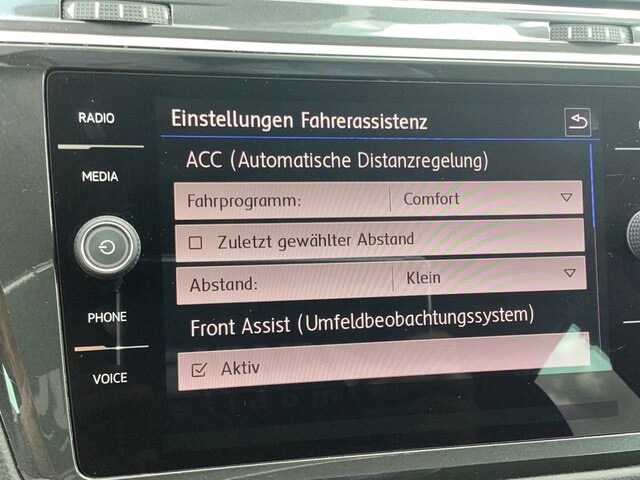 RADIO
MEDIA
PHONE
VOICE
Einstellungen Fahrerassistenz
ACC (Automatische Distanzregelung)
Fahrprogramm: Comfort
Zuletzt gewählter Abstand
Abstand: Klein
Front Assist (Umfeldbeobachtungssystem)
Aktiv